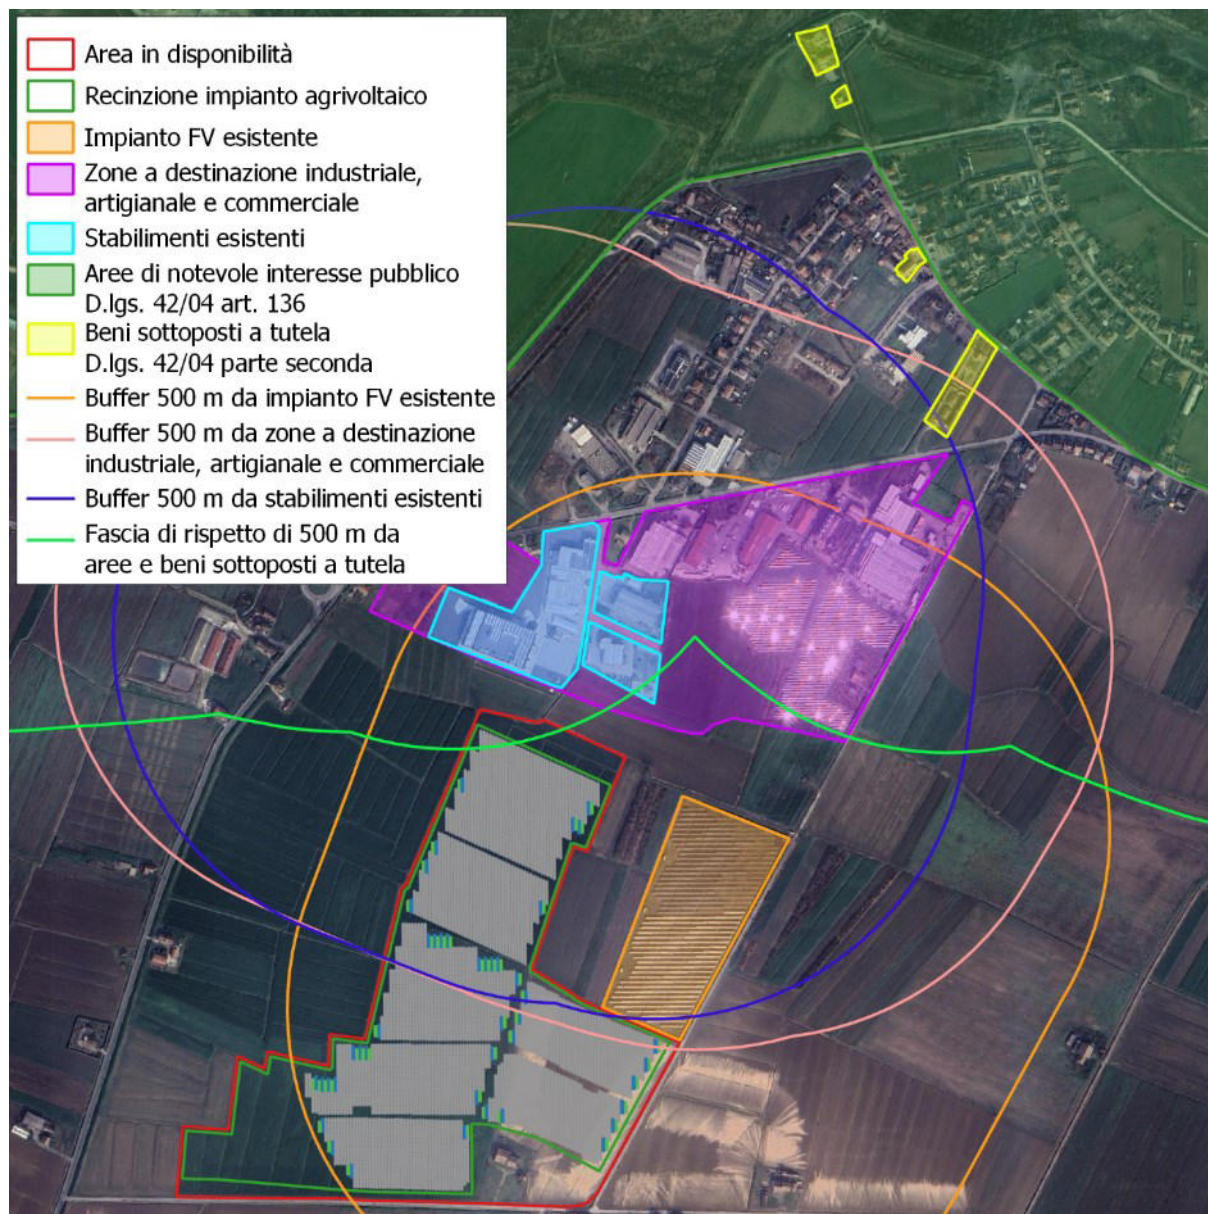 Area in disponibilità
Recinzione impianto agrivoltaico
Impianto FV esistente
Zone a destinazione industriale,
artigianale e commerciale
Stabilimenti esistenti
Aree di notevole interesse pubblico
D.lgs. 42/04 art. 136
Beni sottoposti a tutela
D.lgs. 42/04 parte seconda
Buffer 500 m da impianto FV esistente
Buffer 500 m da zone a destinazione
industriale, artigianale e commerciale
Buffer 500 m da stabilimenti esistenti
Fascia di rispetto di 500 m da
aree e beni sottoposti a tutela